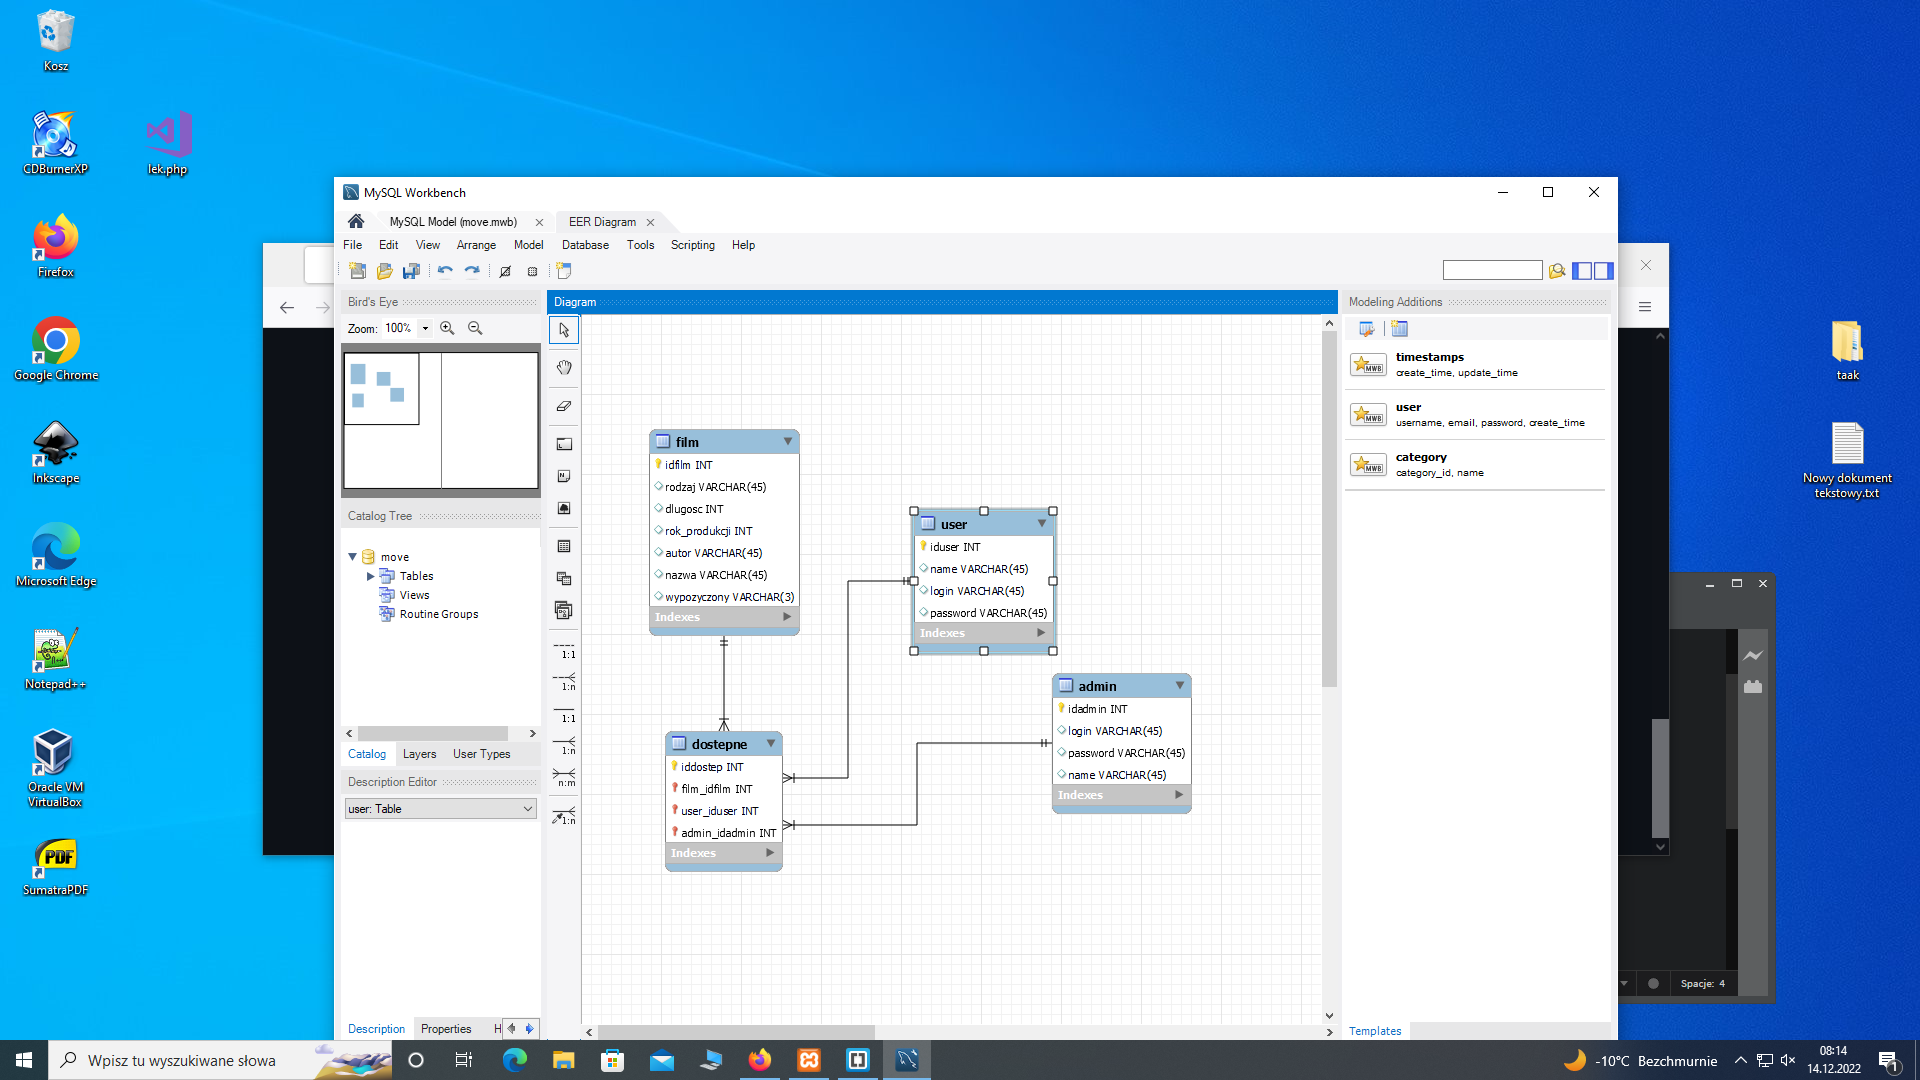 Kosz
CDBurnerXP
lek.php
Firefox
Google Chrome
Inkscape
Microsoft Edge
Notepad++
Oracle VM
VirtualBox
SumatraPDF
PDF
taak
Nowy dokument
tekstowy.txt
MySQL Workbench
MySQL Model (move.mwb)
EER Diagram
File Edit View Arrange Model Database Tools Scripting Help
Bird's Eye
Zoom: 100%
Catalog Tree
move
Tables
Views
Routine Groups
Catalog Layers User Types
Description Editor
user: Table
Description Properties H
Diagram
1:1
1:n
1:1
1:n
n:m
1:n
film
idfilm INT
rodzaj VARCHAR(45)
dlugosc INT
rok_produkcji INT
autor VARCHAR(45)
nazwa VARCHAR(45)
wypozyczony VARCHAR(3)
Indexes
user
iduser INT
name VARCHAR(45)
login VARCHAR(45)
password VARCHAR(45)
Indexes
admin
idadmin INT
login VARCHAR(45)
password VARCHAR(45)
name VARCHAR(45)
Indexes
dostepne
iddostep INT
film_idfilm INT
user_iduser INT
admin_idadmin INT
Indexes
Modeling Additions
MWB
timestamps
create_time, update_time
MWB
user
username, email, password, create_time
MWB
category
category_id, name
Templates
Spacje: 4
Wpisz tu wyszukiwane słowa
-10°C Bezchmurnie
08:14
14.12.2022
1